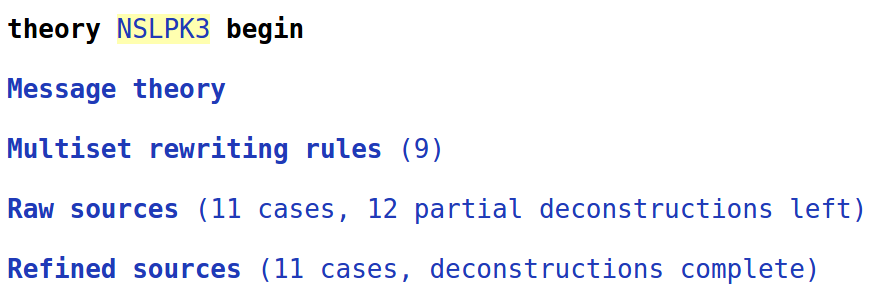 theory NSLPK3 begin
Message theory
Multiset rewriting rules (9)
Raw sources (11 cases, 12 partial deconstructions left)
Refined sources (11 cases, deconstructions complete)